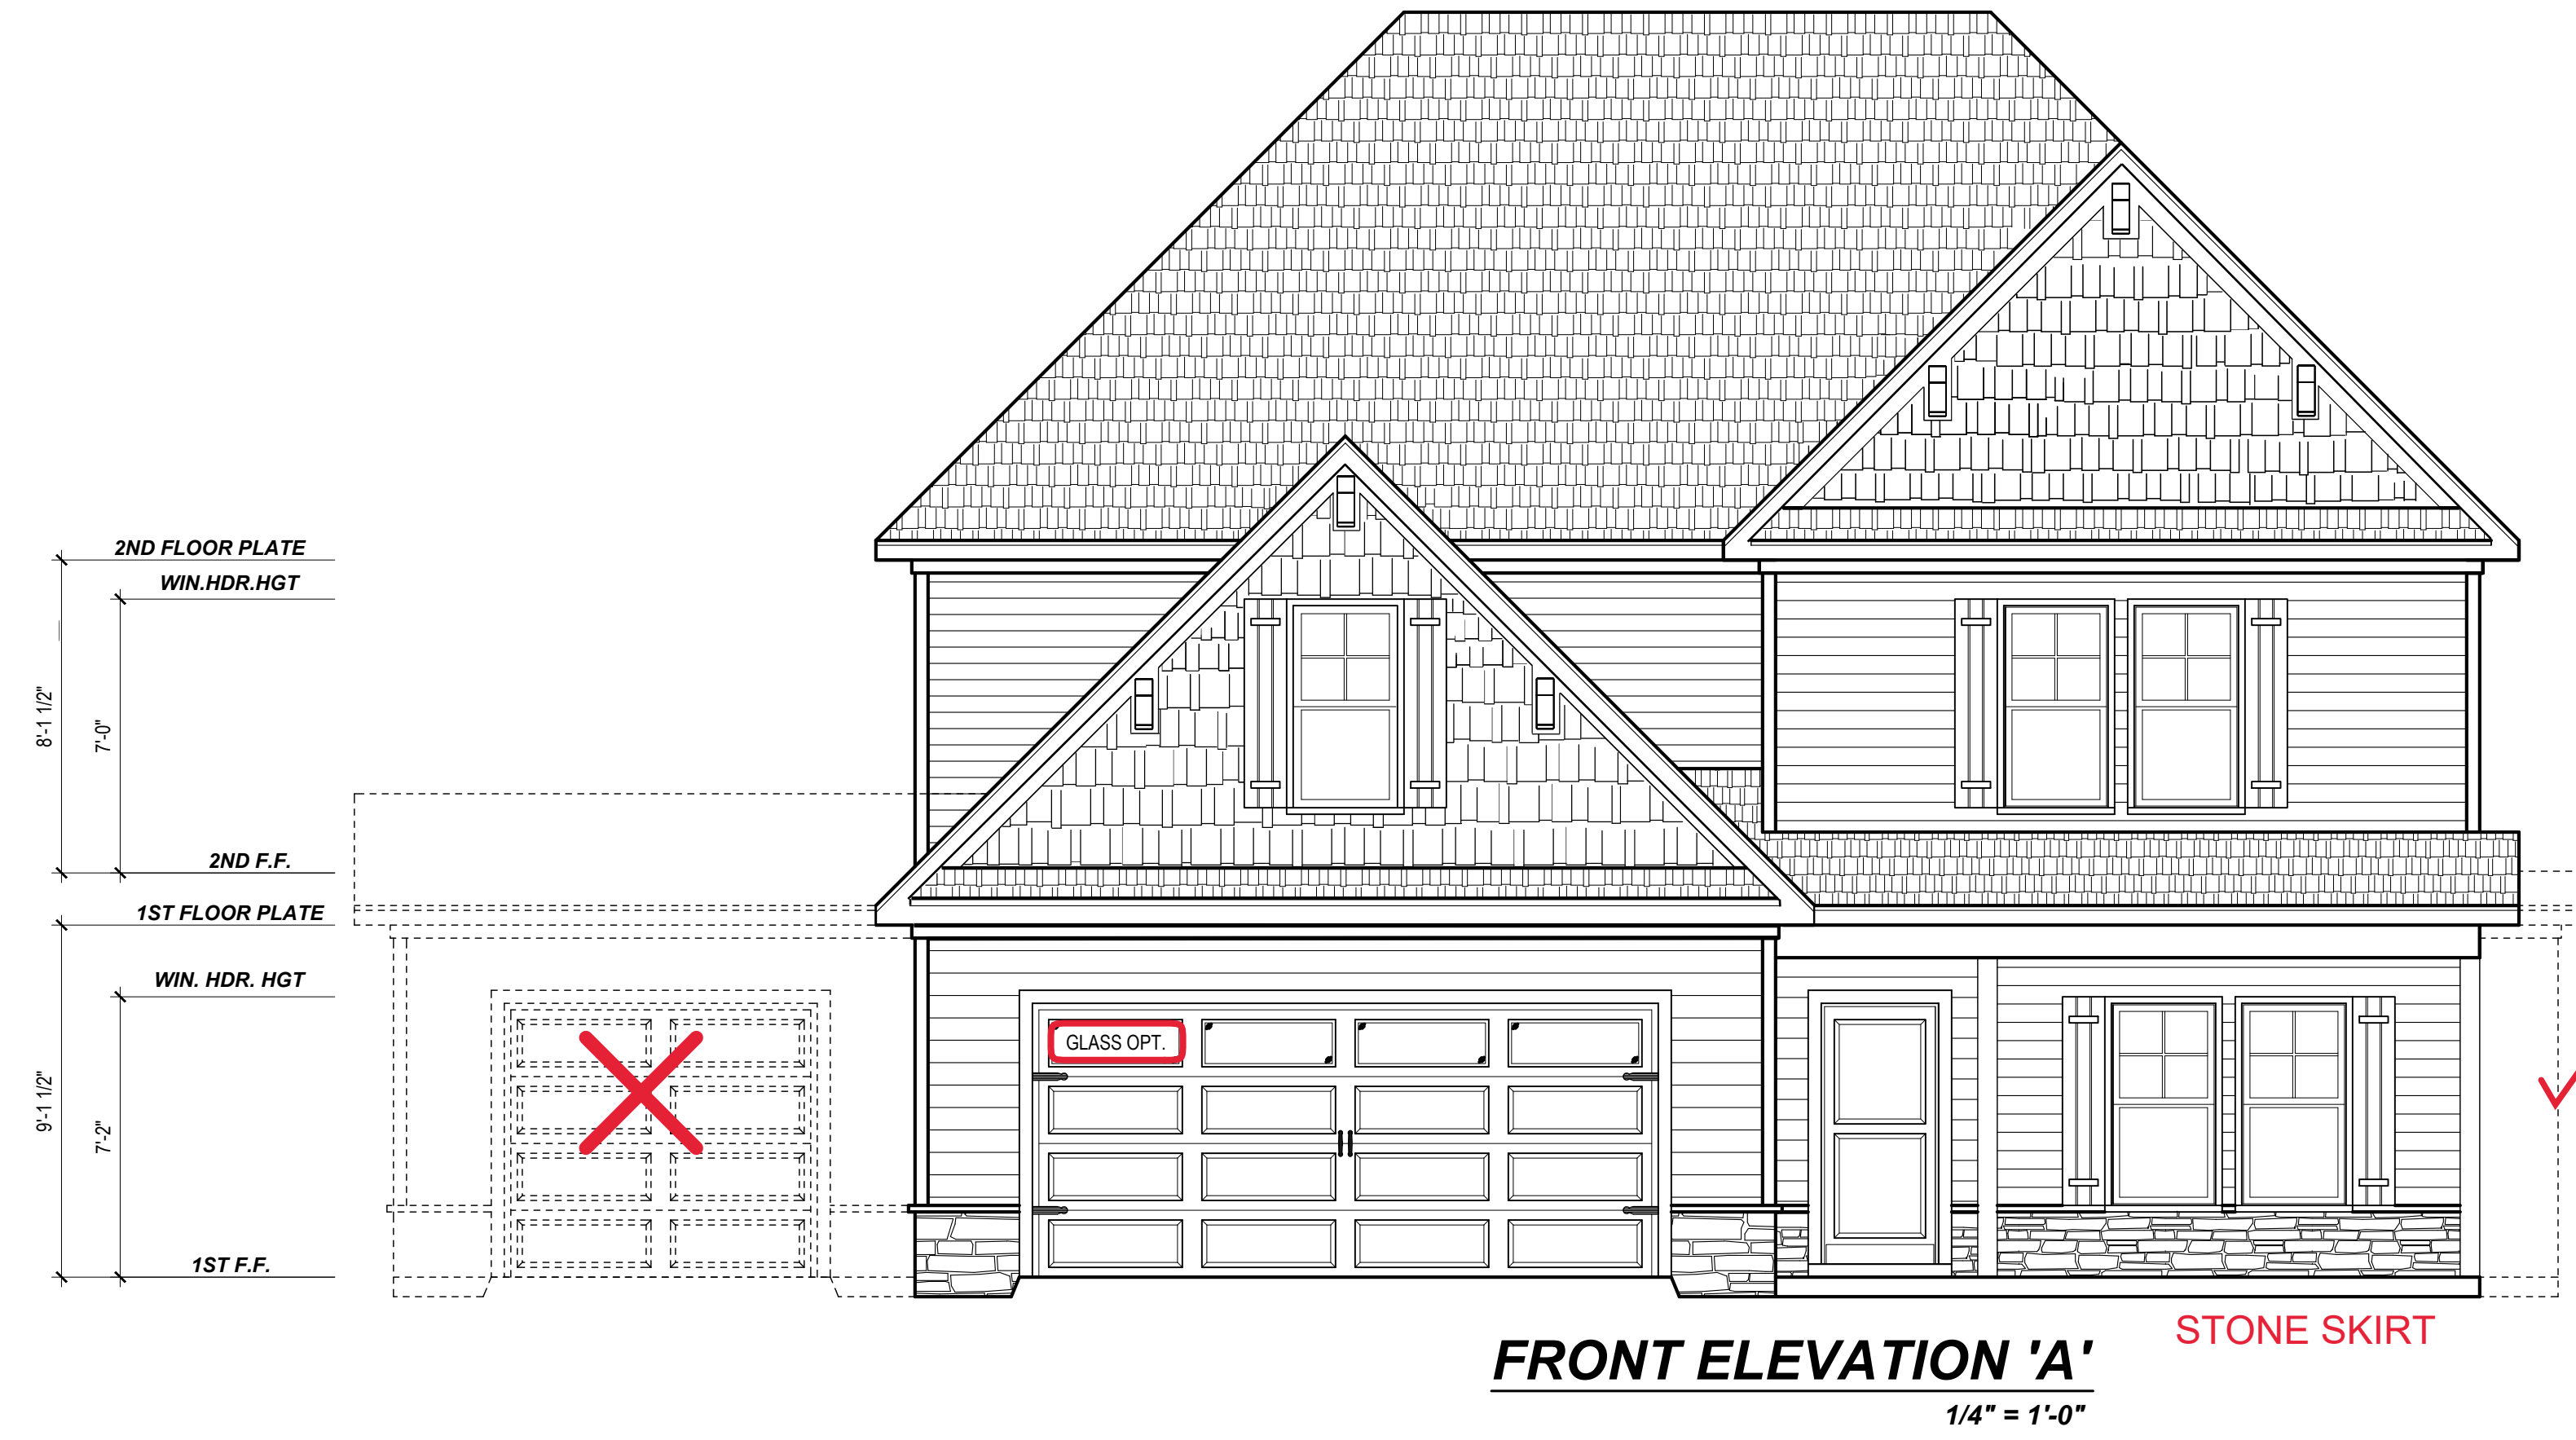 2ND FLOOR PLATE
WIN.HDR.HGT
8'-1 1/2"
7'-0"
2ND F.F.
1ST FLOOR PLATE
WIN. HDR. HGT
9'-1 1/2"
7'-2"
1ST F.F.
GLASS OPT.
STONE SKIRT
FRONT ELEVATION 'A'
1/4" = 1'-0"